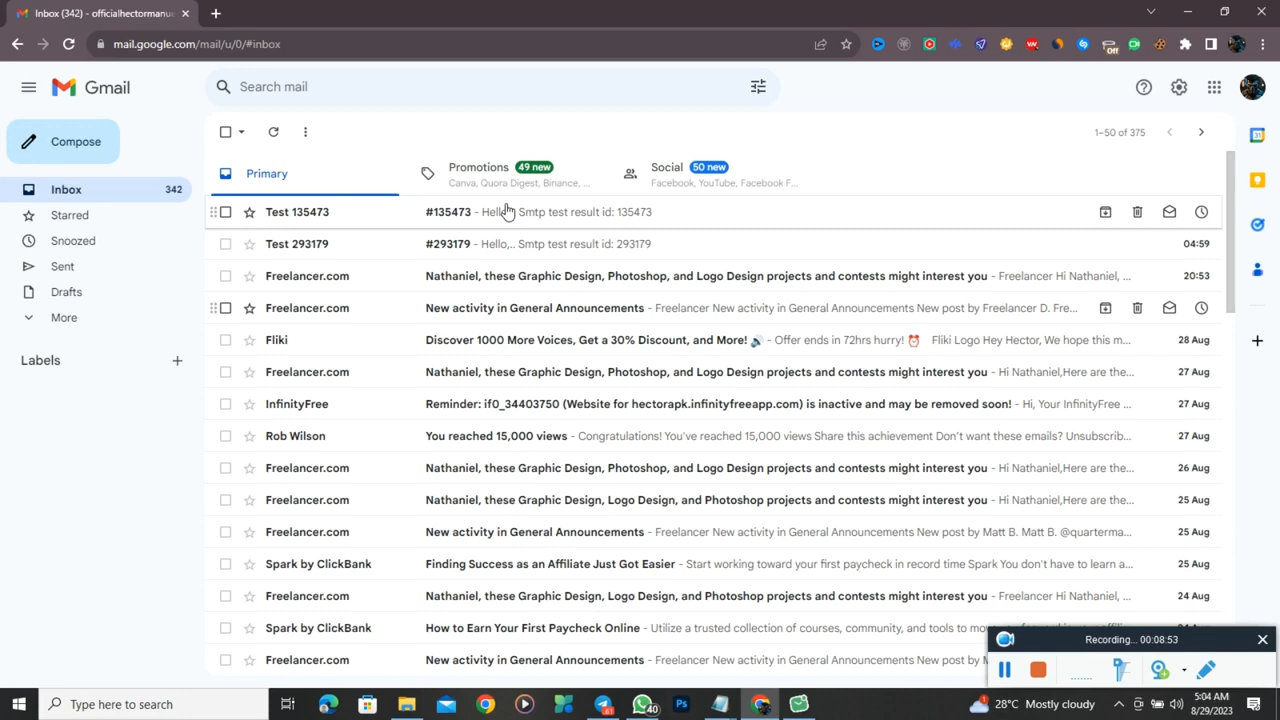 Inbox (342) - officialhectormanu
mail.google.com/mail/u/0/#inbox
Off
Gmail
Search mail
Compose
1–50 of 375
Primary
Promotions 49 new
Canva, Quora Digest, Binance, ...
Social 50 new
Facebook, YouTube, Facebook F...
Inbox 342
Starred
Snoozed
Sent
Drafts
More
Labels
Test 135473 #135473 - Hello, Smtp test result id: 135473
Test 293179 #293179 - Hello,.. Smtp test result id: 293179 04:59
Freelancer.com Nathaniel, these Graphic Design, Photoshop, and Logo Design projects and contests might interest you - Freelancer Hi Nathaniel, ... 20:53
Freelancer.com New activity in General Announcements - Freelancer New activity in General Announcements New post by Freelancer D. Fre...
Fliki Discover 1000 More Voices, Get a 30% Discount, and More! 🔊 - Offer ends in 72hrs hurry! ⏰ Fliki Logo Hey Hector, We hope this m... 28 Aug
Freelancer.com Nathaniel, these Graphic Design, Photoshop, and Logo Design projects and contests might interest you - Hi Nathaniel,Here are the... 27 Aug
InfinityFree Reminder: if0_34403750 (Website for hectorapk.infinityfreeapp.com) is inactive and may be removed soon! - Hi, Your InfinityFree ... 27 Aug
Rob Wilson You reached 15,000 views - Congratulations! You've reached 15,000 views Share this achievement Don't want these emails? Unsubscrib... 27 Aug
Freelancer.com Nathaniel, these Graphic Design, Photoshop, and Logo Design projects and contests might interest you - Hi Nathaniel,Here are the... 26 Aug
Freelancer.com Nathaniel, these Graphic Design, Logo Design, and Photoshop projects and contests might interest you - Hi Nathaniel,Here are the... 25 Aug
Freelancer.com New activity in General Announcements - Freelancer New activity in General Announcements New post by Matt B. Matt B. @quarterma... 25 Aug
Spark by ClickBank Finding Success as an Affiliate Just Got Easier - Start working toward your first paycheck in record time Spark You don't have to learn a... 25 Aug
Freelancer.com Nathaniel, these Graphic Design, Logo Design, and Photoshop projects and contests might interest you - Freelancer Hi Nathaniel, ... 24 Aug
Spark by ClickBank How to Earn Your First Paycheck Online - Utilize a trusted collection of courses, community, and tools to mo
Freelancer.com New activity in General Announcements - Freelancer New activity in General Announcements New post by
Recording... 00:08:53
Type here to search
40
28°C Mostly cloudy
5:04 AM
8/29/2023